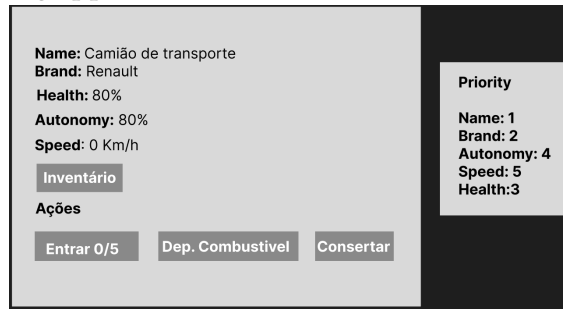 Name: Camião de transporte
Brand: Renault
Health: 80%
Autonomy: 80%
Speed: 0 Km/h
Inventário
Ações
Entrar 0/5
Dep. Combustivel
Consertar
Priority
Name: 1
Brand: 2
Autonomy: 4
Speed: 5
Health:3